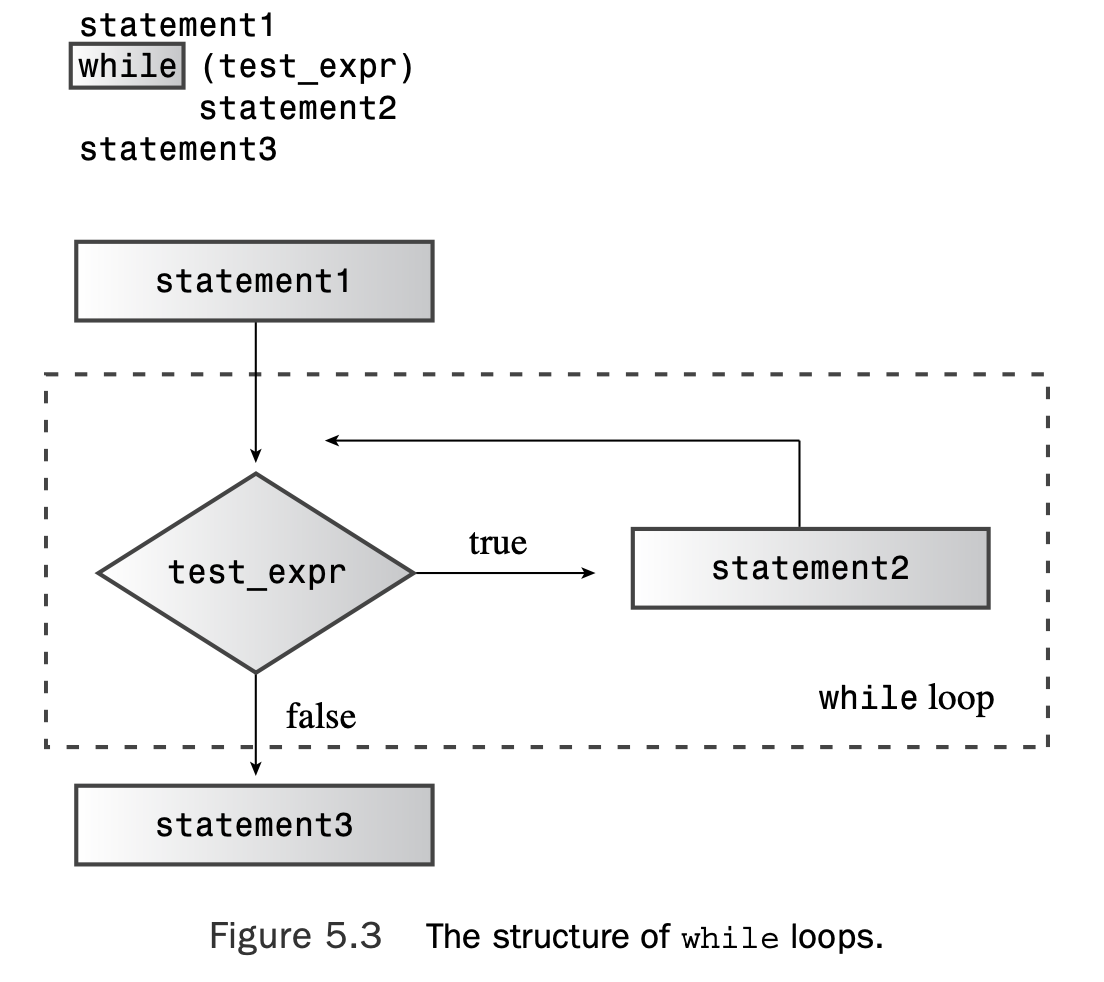 statement1
while (test_expr)
statement2
statement3
statement1
true
test_expr
statement2
while loop
false
statement3
Figure 5.3 The structure of while loops.